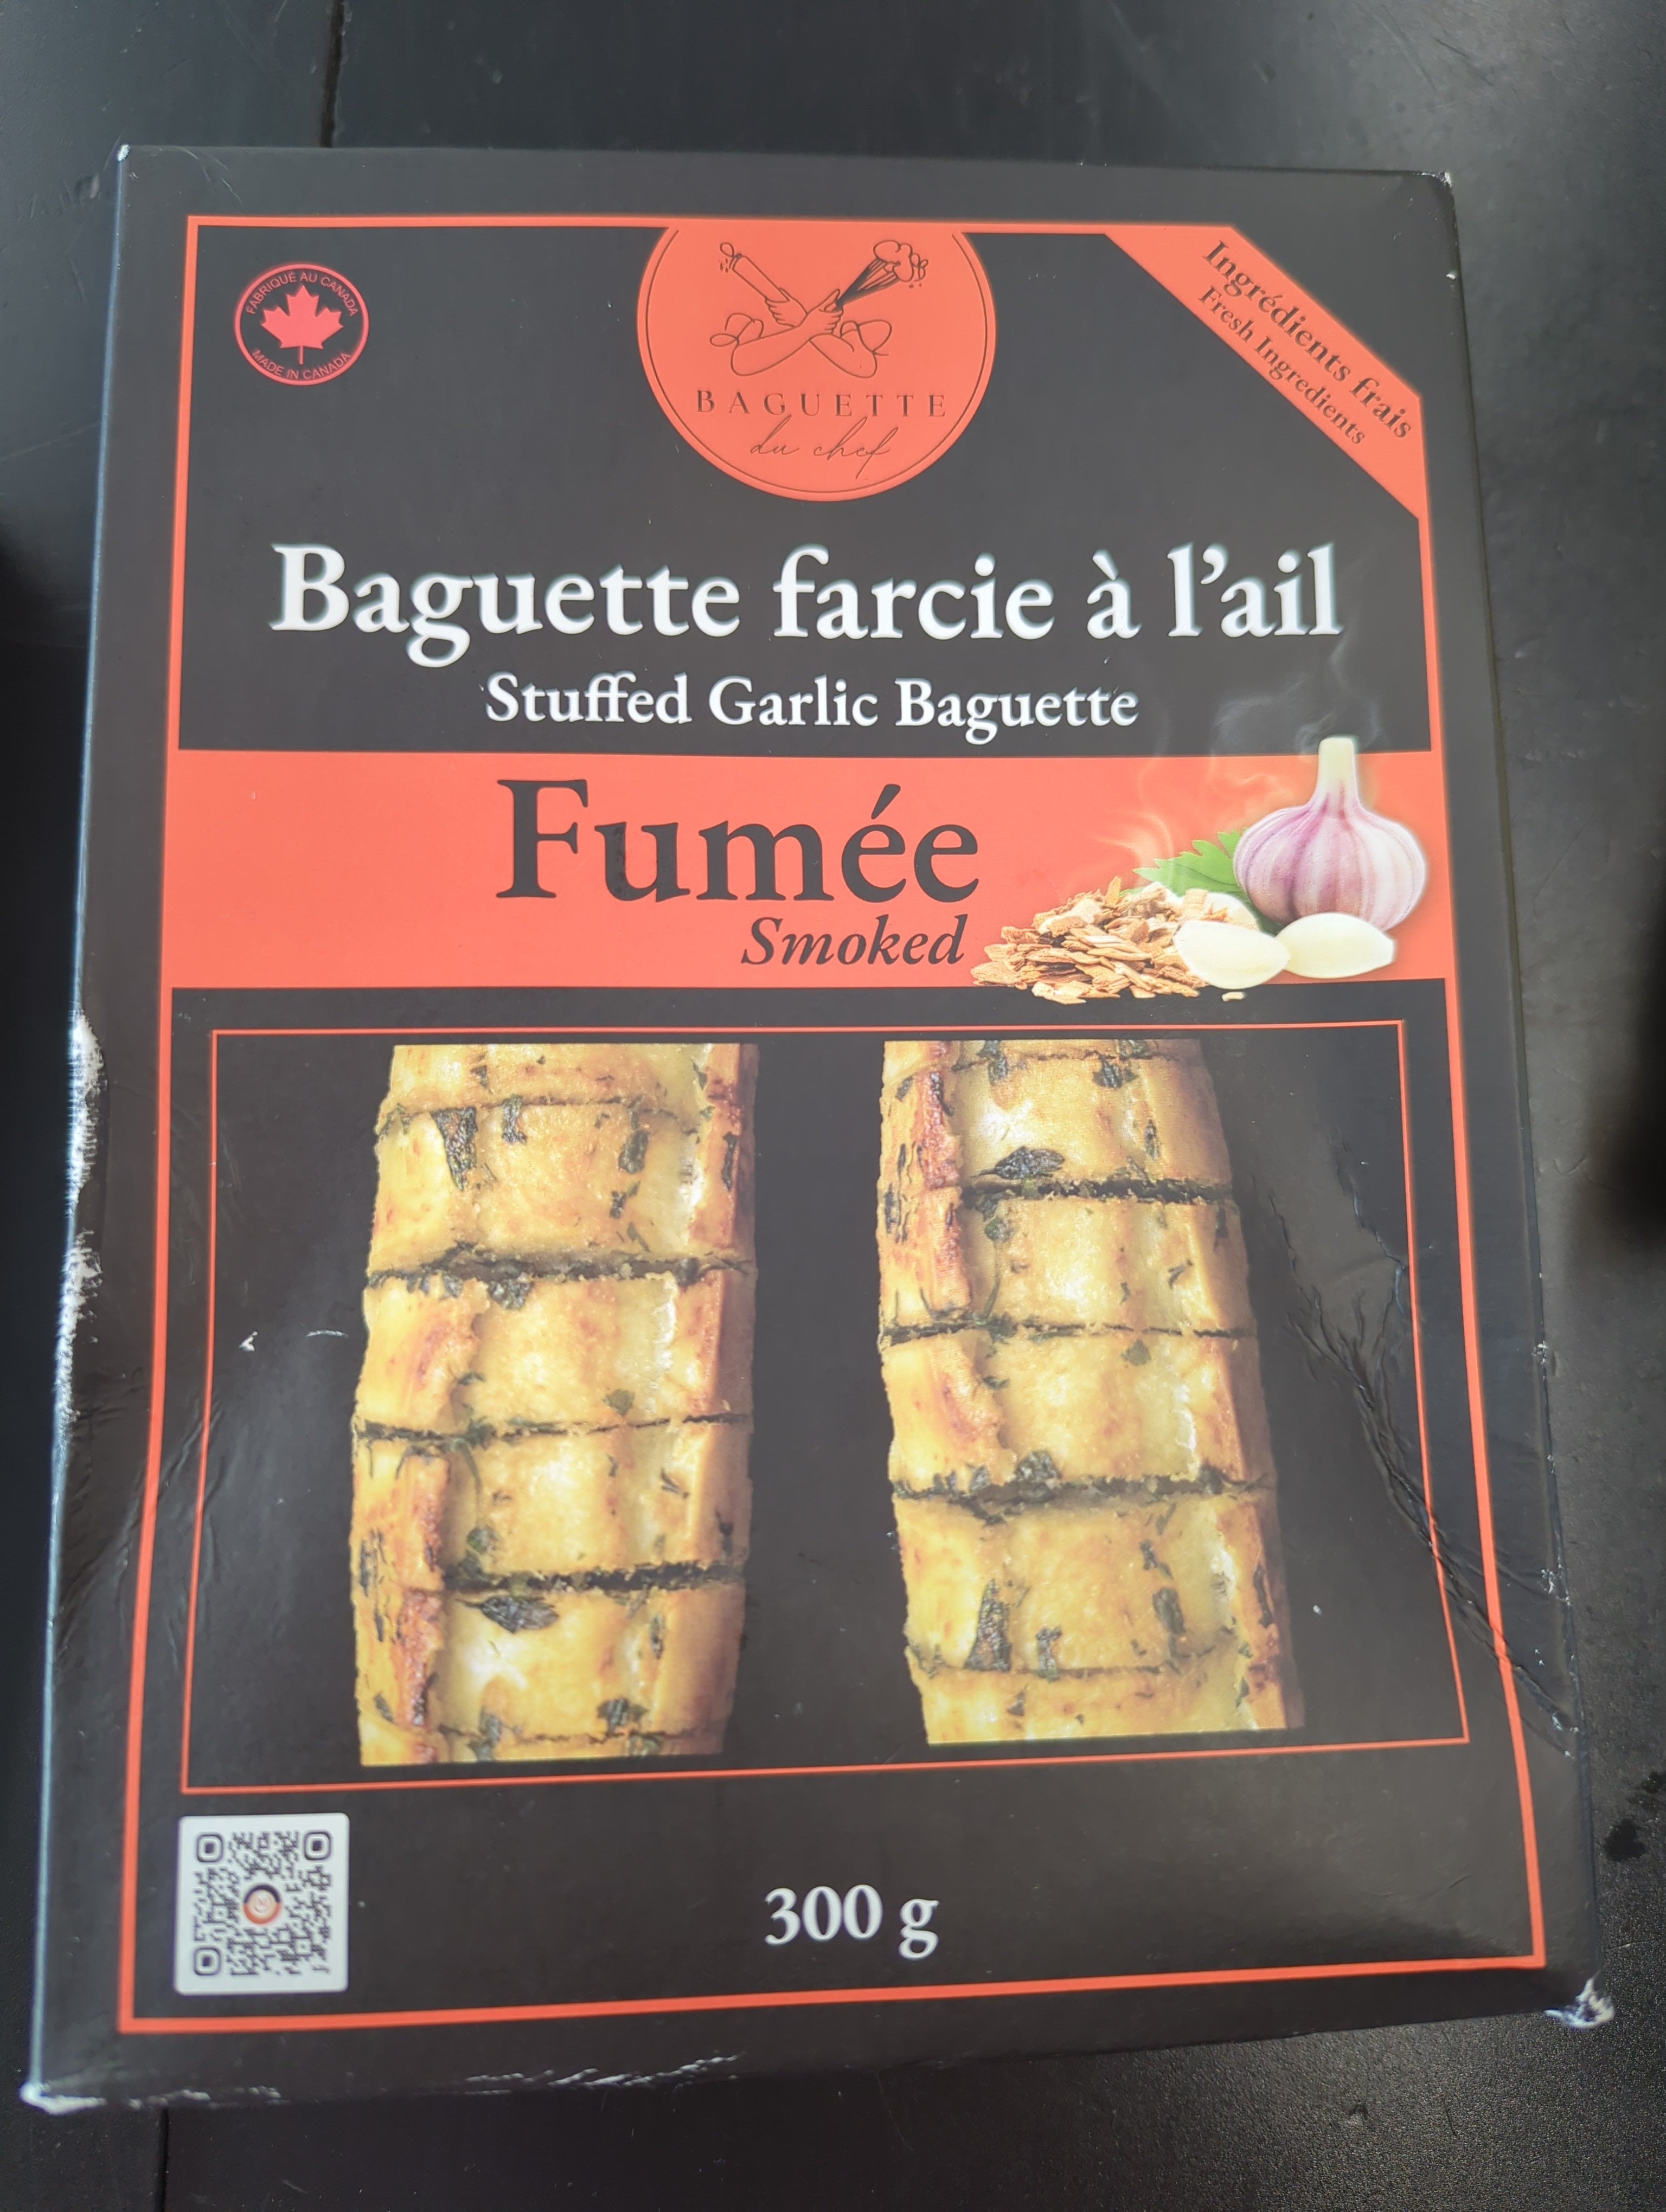 FABRIQUÉ AU CANADA
MADE IN CANADA
BAGUETTE
du chef
Ingrédients frais
Fresh Ingredients
Baguette farcie à l'ail
Stuffed Garlic Baguette
Fumée
Smoked
300 g